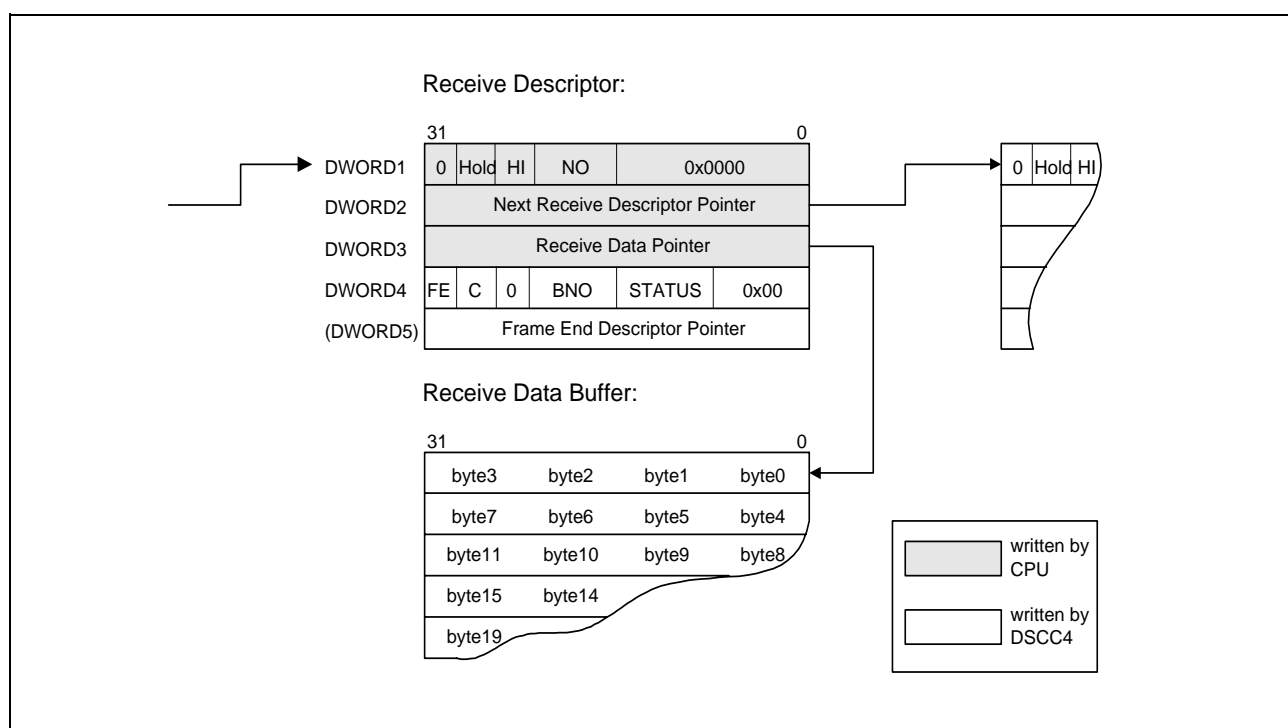 Receive Descriptor:
31 0
DWORD1 0 Hold HI NO 0x0000 0 Hold HI
DWORD2 Next Receive Descriptor Pointer
DWORD3 Receive Data Pointer
DWORD4 FE C 0 BNO STATUS 0x00
(DWORD5) Frame End Descriptor Pointer
Receive Data Buffer:
31 0
byte3 byte2 byte1 byte0
byte7 byte6 byte5 byte4
byte11 byte10 byte9 byte8
byte15 byte14
byte19
written by
CPU
written by
DSCC4